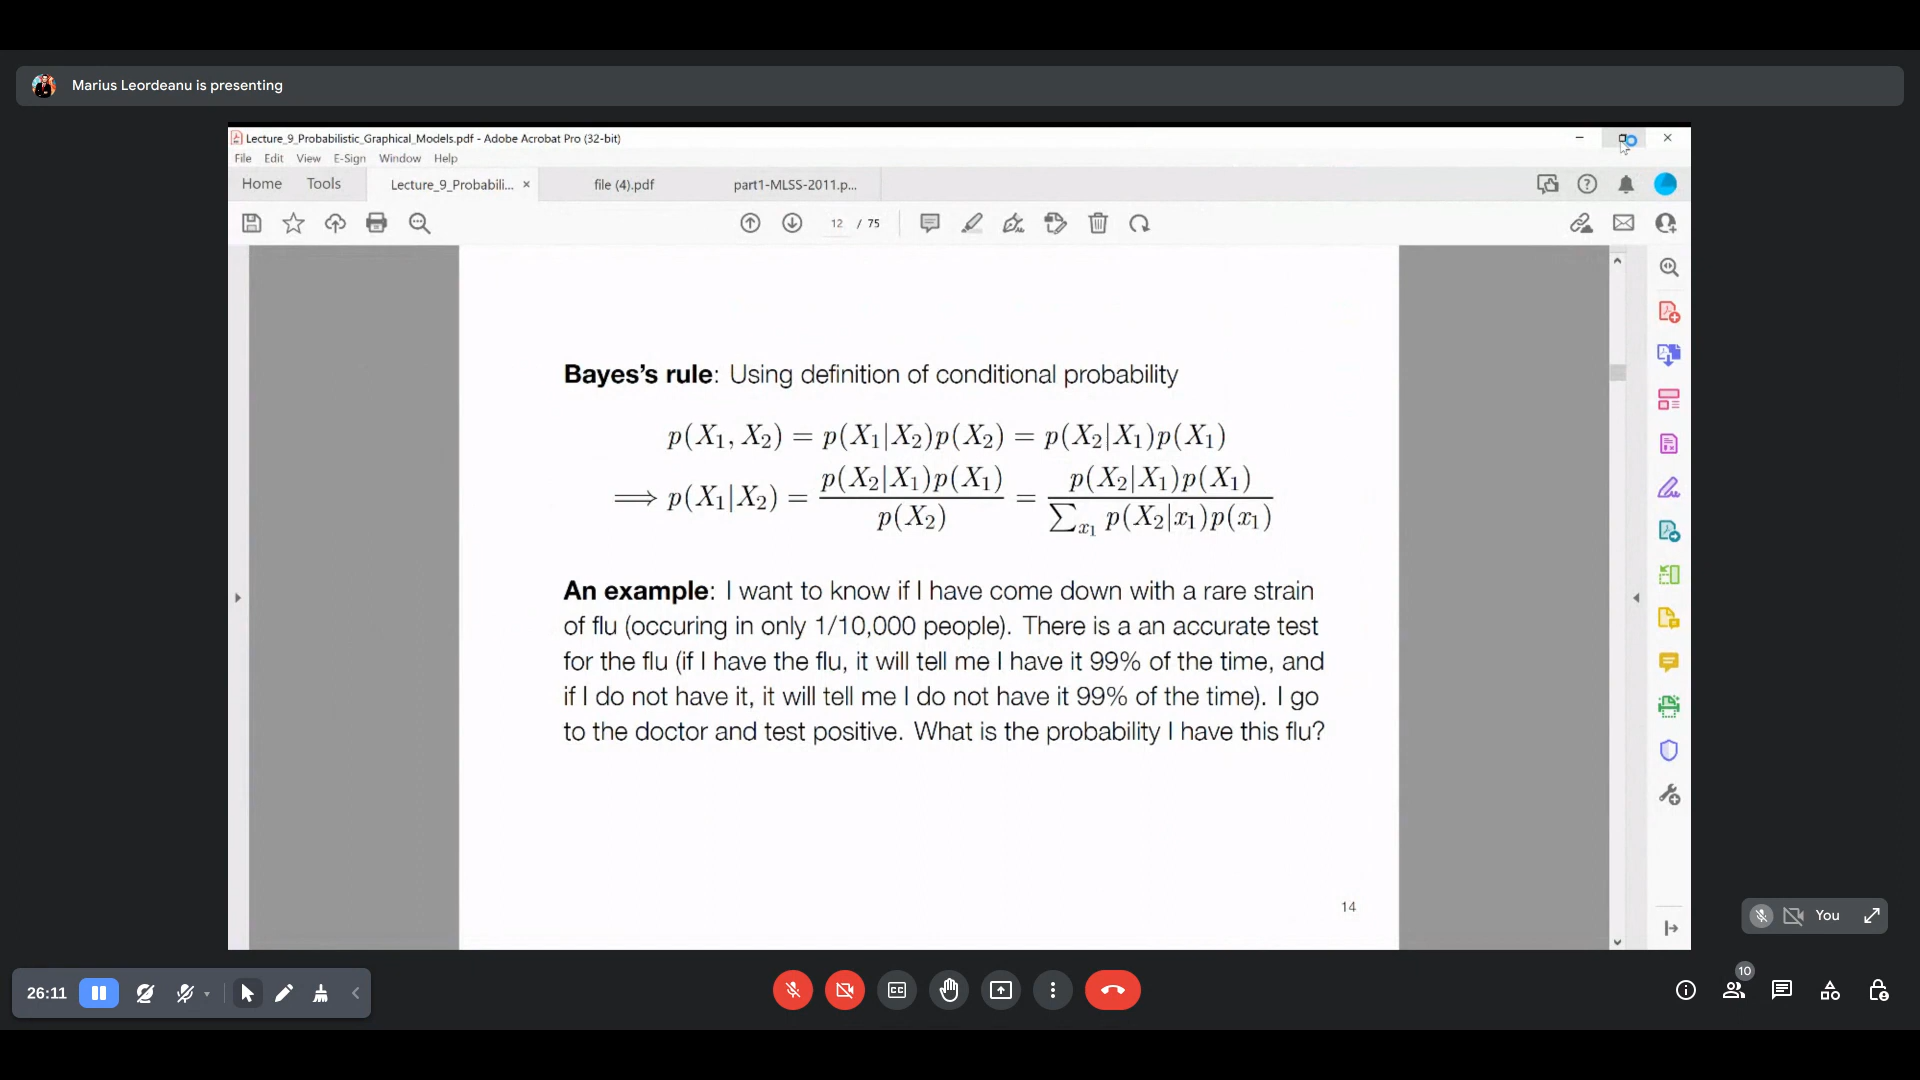 Marius Leordeanu is presenting
Lecture_9_Probabilistic_Graphical_Models.pdf - Adobe Acrobat Pro (32-bit)
File Edit View E-Sign Window Help
Home Tools Lecture_9_Probabili... × file (4).pdf part1-MLSS-2011.p...
12 / 75
Bayes's rule: Using definition of conditional probability
p(X₁, X₂) = p(X₁|X₂)p(X₂) = p(X₂|X₁)p(X₁)
⟹ p(X₁|X₂) = p(X₂|X₁)p(X₁) / p(X₂) = p(X₂|X₁)p(X₁) / ∑ₓ₁ p(X₂|x₁)p(x₁)
An example: I want to know if I have come down with a rare strain
of flu (occuring in only 1/10,000 people). There is a an accurate test
for the flu (if I have the flu, it will tell me I have it 99% of the time, and
if I do not have it, it will tell me I do not have it 99% of the time). I go
to the doctor and test positive. What is the probability I have this flu?
14
You
26:11
10